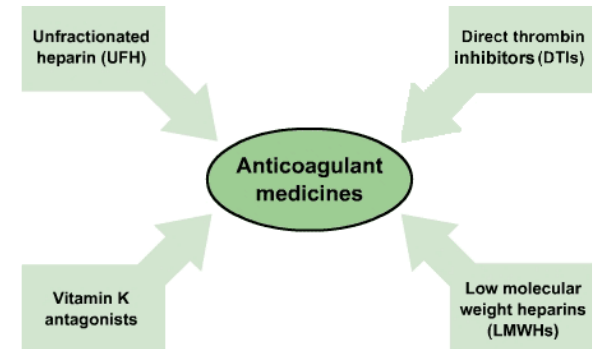 Unfractionated
heparin (UFH)
Direct thrombin
inhibitors (DTIs)
Anticoagulant
medicines
Vitamin K
antagonists
Low molecular
weight heparins
(LMWHs)